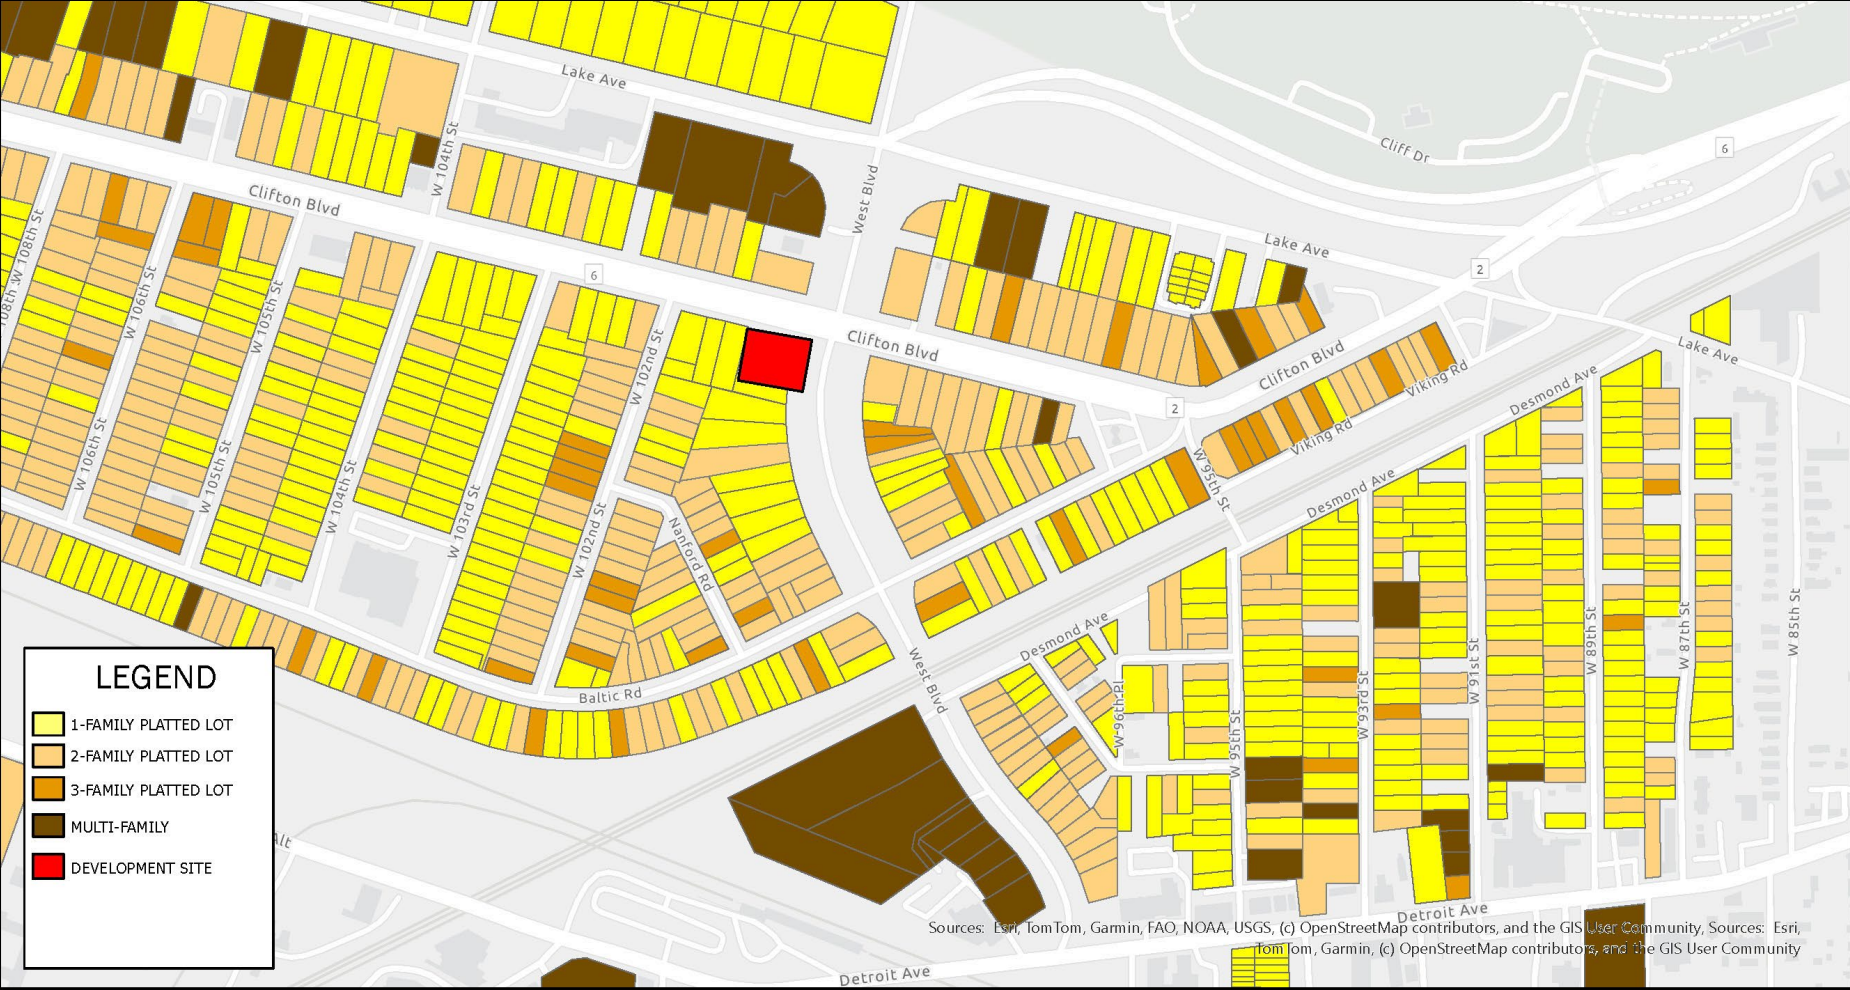 Lake Ave
Cliff Dr
6
W 104th St
West Blvd
Clifton Blvd
W 108th St
Lake Ave
2
6
W 108th St
W 106th St
W 105th St
Clifton Blvd
W 102nd St
Clifton Blvd
Lake Ave
Viking Rd
Desmond Ave
2
Viking Rd
W 106th St
W 105th St
W 104th St
W 103rd St
W 102nd St
Nanford Rd
W 95th St
Desmond Ave
W 91st St
W 89th St
W 87th St
W 85th St
Desmond Ave
West Blvd
Baltic Rd
W 96th Pl
W 95th St
W 93rd St
LEGEND
1-FAMILY PLATTED LOT
2-FAMILY PLATTED LOT
3-FAMILY PLATTED LOT
MULTI-FAMILY
DEVELOPMENT SITE
Alt
Detroit Ave
Detroit Ave
Sources: Esri, TomTom, Garmin, FAO, NOAA, USGS, (c) OpenStreetMap contributors, and the GIS User Community, Sources: Esri,
TomTom, Garmin, (c) OpenStreetMap contributors, and the GIS User Community